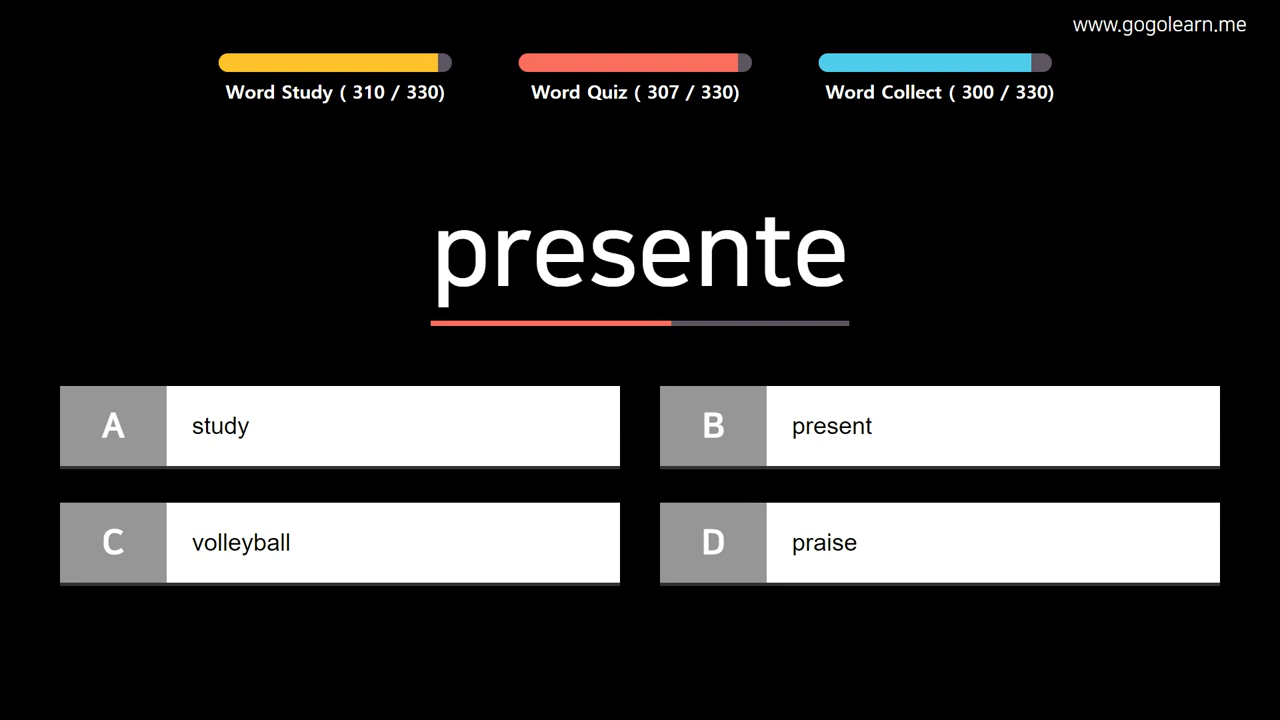 www.gogolearn.me
Word Study ( 310 / 330)
Word Quiz ( 307 / 330)
Word Collect ( 300 / 330)
presente
A study
B present
C volleyball
D praise